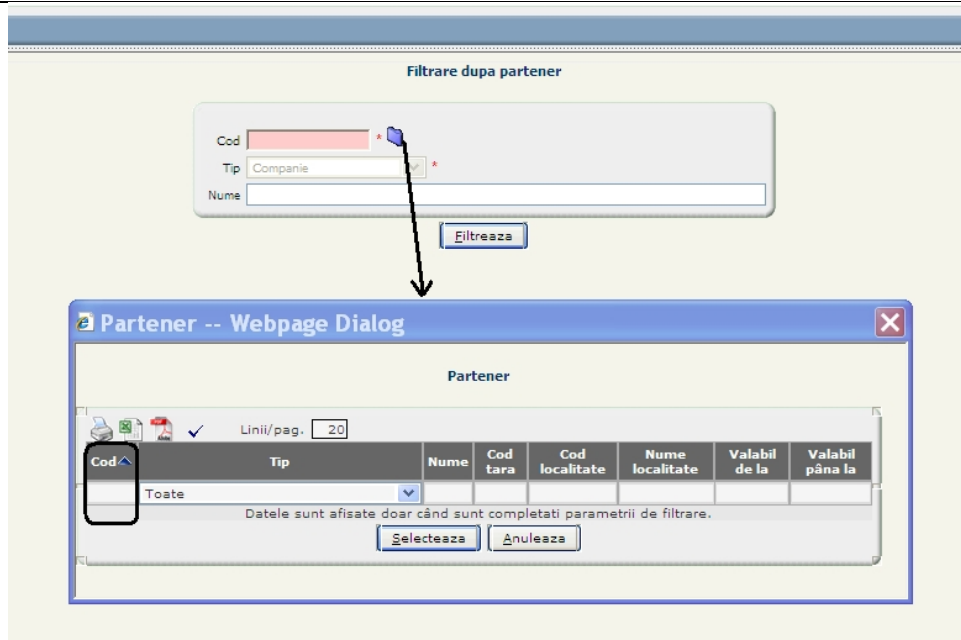 Filtrare dupa partener
Cod *
Tip Companie *
Nume
Filtreaza
Partener -- Webpage Dialog
Partener
Linii/pag. 20
Cod Tip Nume Cod tara Cod localitate Nume localitate Valabil de la Valabil pâna la
Toate
Datele sunt afisate doar când sunt completati parametrii de filtrare.
Selecteaza Anuleaza